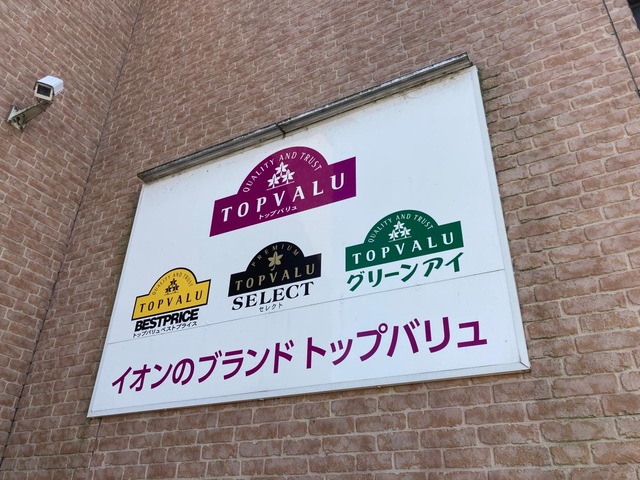 QUALITY AND TRUST
TOPVALU
トップバリュ
QUALITY AND TRUST
TOPVALU
BESTPRICE
トップバリュベストプライス
PREMIUM
TOPVALU
SELECT
セレクト
QUALITY AND TRUST
TOPVALU
グリーンアイ
イオンのブランド トップバリュ